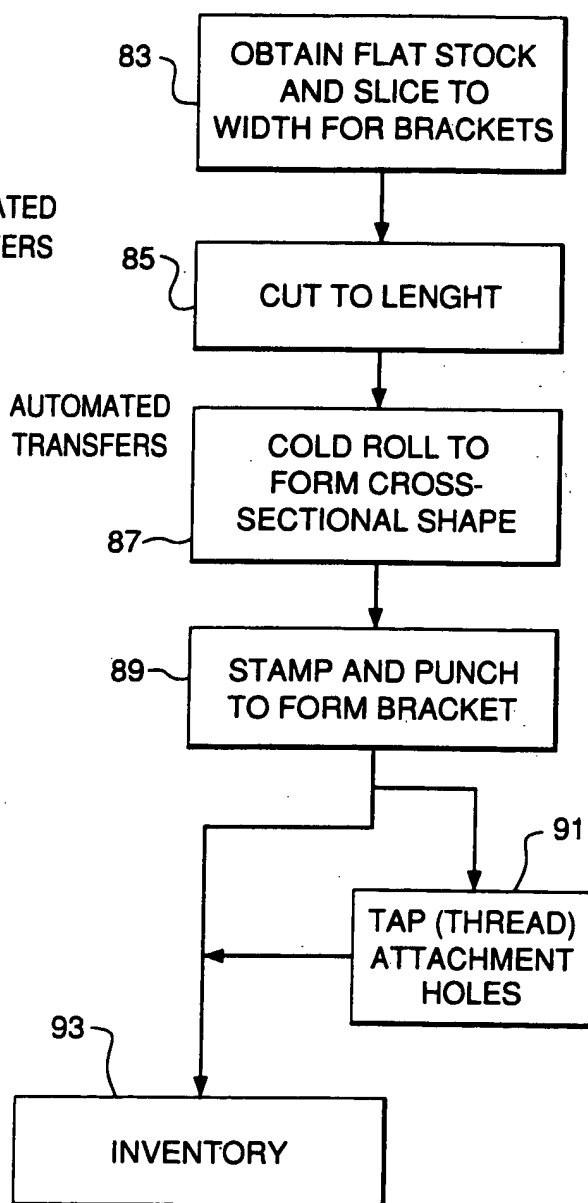 83
OBTAIN FLAT STOCK
AND SLICE TO
WIDTH FOR BRACKETS
85
CUT TO LENGHT
AUTOMATED
TRANSFERS
COLD ROLL TO
FORM CROSS-
SECTIONAL SHAPE
87
89
STAMP AND PUNCH
TO FORM BRACKET
91
TAP (THREAD)
ATTACHMENT
HOLES
93
INVENTORY